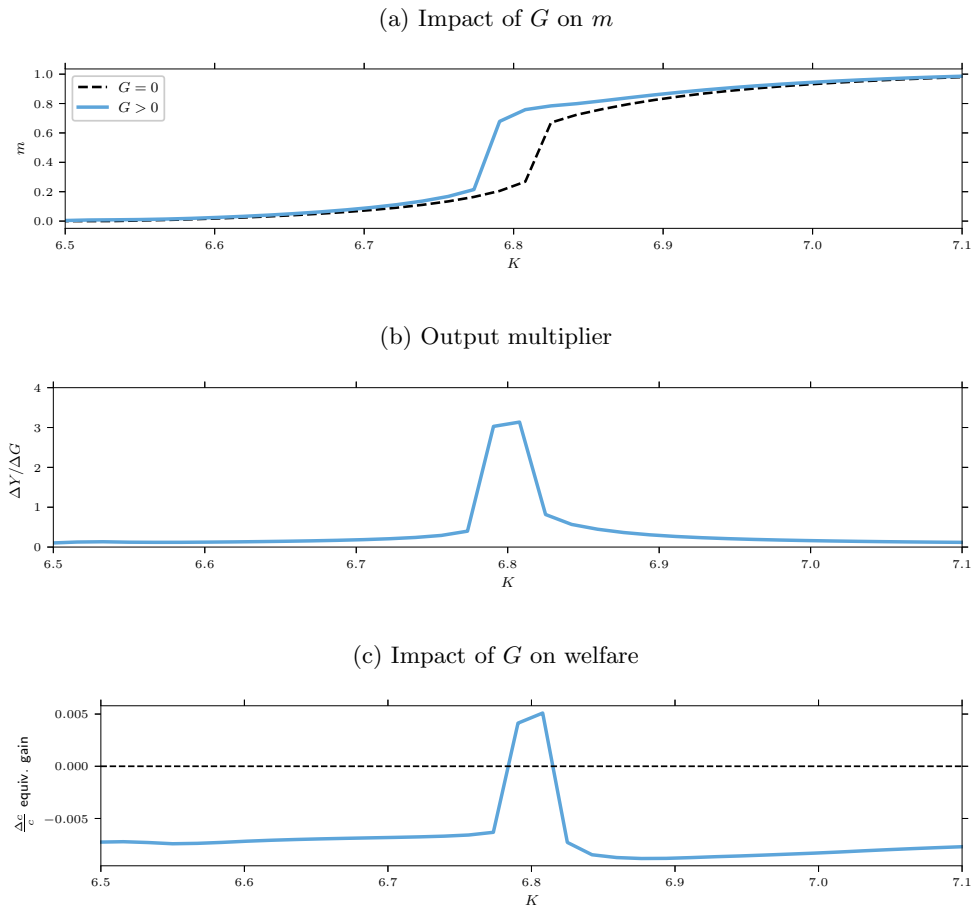 (a) Impact of G on m
1.0
0.8
0.6
0.4
0.2
0.0
m
G = 0
G > 0
6.5 6.6 6.7 6.8 6.9 7.0 7.1
K
(b) Output multiplier
4
3
2
1
0
ΔY/ΔG
6.5 6.6 6.7 6.8 6.9 7.0 7.1
K
(c) Impact of G on welfare
0.005
0.000
−0.005
Δc/c equiv. gain
6.5 6.6 6.7 6.8 6.9 7.0 7.1
K